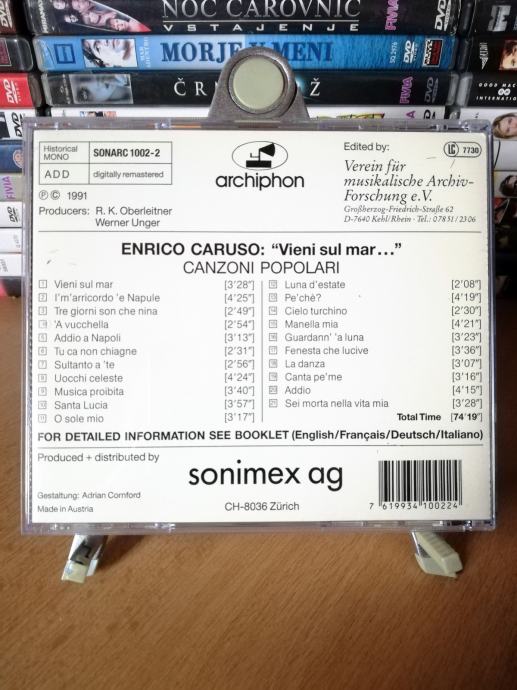 NOĆ ČAROVNIC
VSTAJENJE
FIVIA
MORJE V MENI
FIVIA
DVD
Historical MONO
SONARC 1002-2
ADD
digitally remastered
Ⓟ © 1991
Producers: R. K. Oberleitner
Werner Unger
archiphon
Edited by:
LC 7730
Verein für
musikalische Archiv-
Forschung e.V.
Großherzog-Friedrich-Straße 62
D-7640 Kehl/Rhein · Tel.: 0 78 51 / 23 06
ENRICO CARUSO: “Vieni sul mar...”
CANZONI POPOLARI
1 Vieni sul mar [3'28"]
2 I'm'arricordo 'e Napule [4'25"]
3 Tre giorni son che nina [2'49"]
4 'A vucchella [2'54"]
5 Addio a Napoli [3'13"]
6 Tu ca non chiagne [2'31"]
7 Sultanto a 'te [2'56"]
8 Uocchi celeste [4'24"]
9 Musica proibita [3'40"]
10 Santa Lucia [3'57"]
11 O sole mio [3'17"]
12 Luna d'estate [2'08"]
13 Pe'chè? [4'19"]
14 Cielo turchino [2'30"]
15 Manella mia [4'21"]
16 Guardann' 'a luna [3'23"]
17 Fenesta che lucive [3'36"]
18 La danza [3'07"]
19 Canta pe'me [3'16"]
20 Addio [4'15"]
21 Sei morta nella vita mia [3'28"]
Total Time [74'19"]
FOR DETAILED INFORMATION SEE BOOKLET (English/Français/Deutsch/Italiano)
Produced + distributed by
sonimex ag
Gestaltung: Adrian Cornford
Made in Austria
CH-8036 Zürich
7 619934 100224